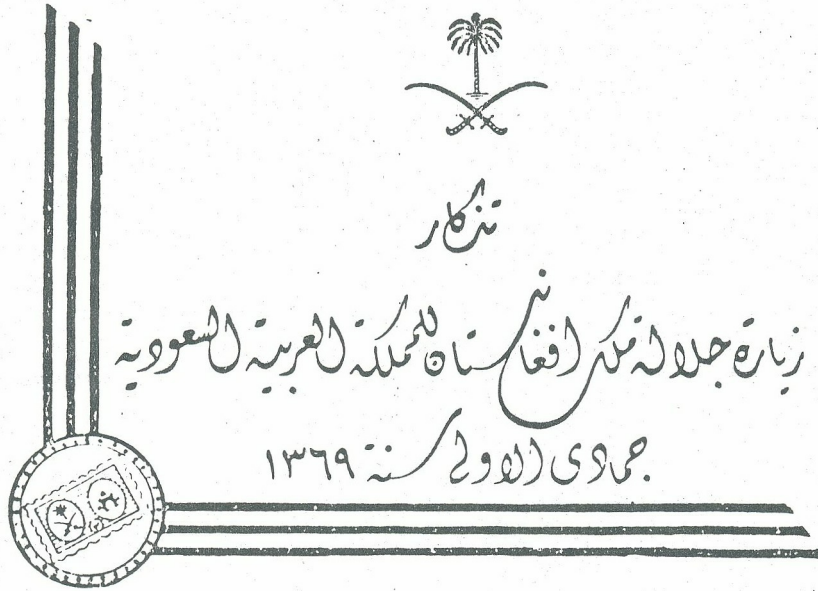 تذكار
زيارة جلالة ملك افغانستان للمملكة العربية السعودية
جمادى الاولى سنة ١٣٦٩